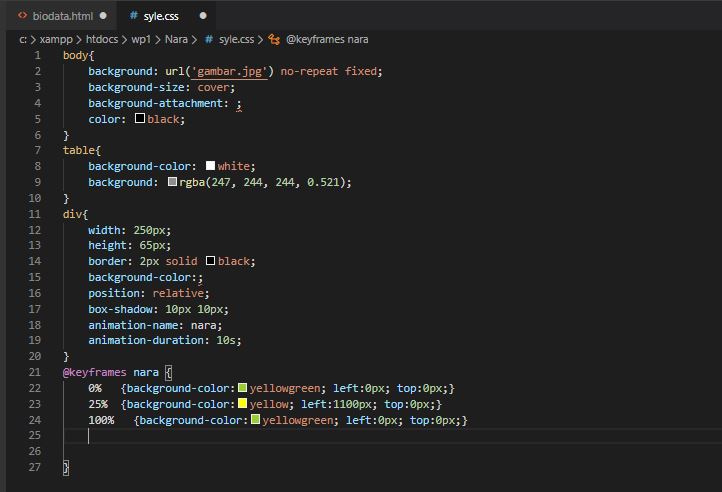 biodata.html
syle.css
c: > xampp > htdocs > wp1 > Nara > # syle.css > @keyframes nara
1 body{
2 background: url('gambar.jpg') no-repeat fixed;
3 background-size: cover;
4 background-attachment: ;
5 color: black;
6 }
7 table{
8 background-color: white;
9 background: rgba(247, 244, 244, 0.521);
10 }
11 div{
12 width: 250px;
13 height: 65px;
14 border: 2px solid black;
15 background-color:;
16 position: relative;
17 box-shadow: 10px 10px;
18 animation-name: nara;
19 animation-duration: 10s;
20 }
21 @keyframes nara {
22 0% {background-color:yellowgreen; left:0px; top:0px;}
23 25% {background-color:yellow; left:1100px; top:0px;}
24 100% {background-color:yellowgreen; left:0px; top:0px;}
25
26
27 }